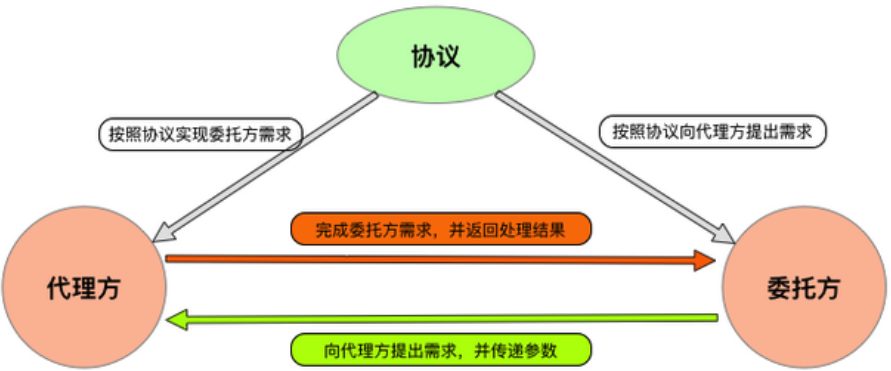 协议
按照协议实现委托方需求
按照协议向代理方提出需求
完成委托方需求，并返回处理结果
代理方
委托方
向代理方提出需求，并传递参数